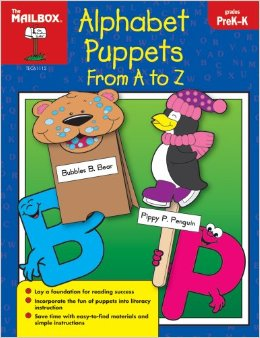 The
MAILBOX
TEC61113
Alphabet
Puppets
From A to Z
grades
PreK–K
Bubbles B. Bear
Pippy P. Penguin
B
P
• Lay a foundation for reading success
• Incorporate the fun of puppets into literacy
instruction
• Save time with easy-to-find materials and
simple instructions